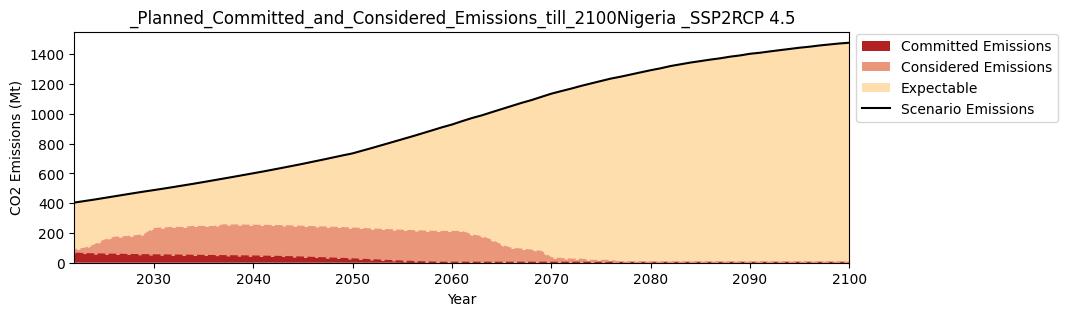 _Planned_Committed_and_Considered_Emissions_till_2100Nigeria _SSP2RCP 4.5
CO2 Emissions (Mt)
1400
1200
1000
800
600
400
200
0
2030 2040 2050 2060 2070 2080 2090 2100
Year
Committed Emissions
Considered Emissions
Expectable
Scenario Emissions